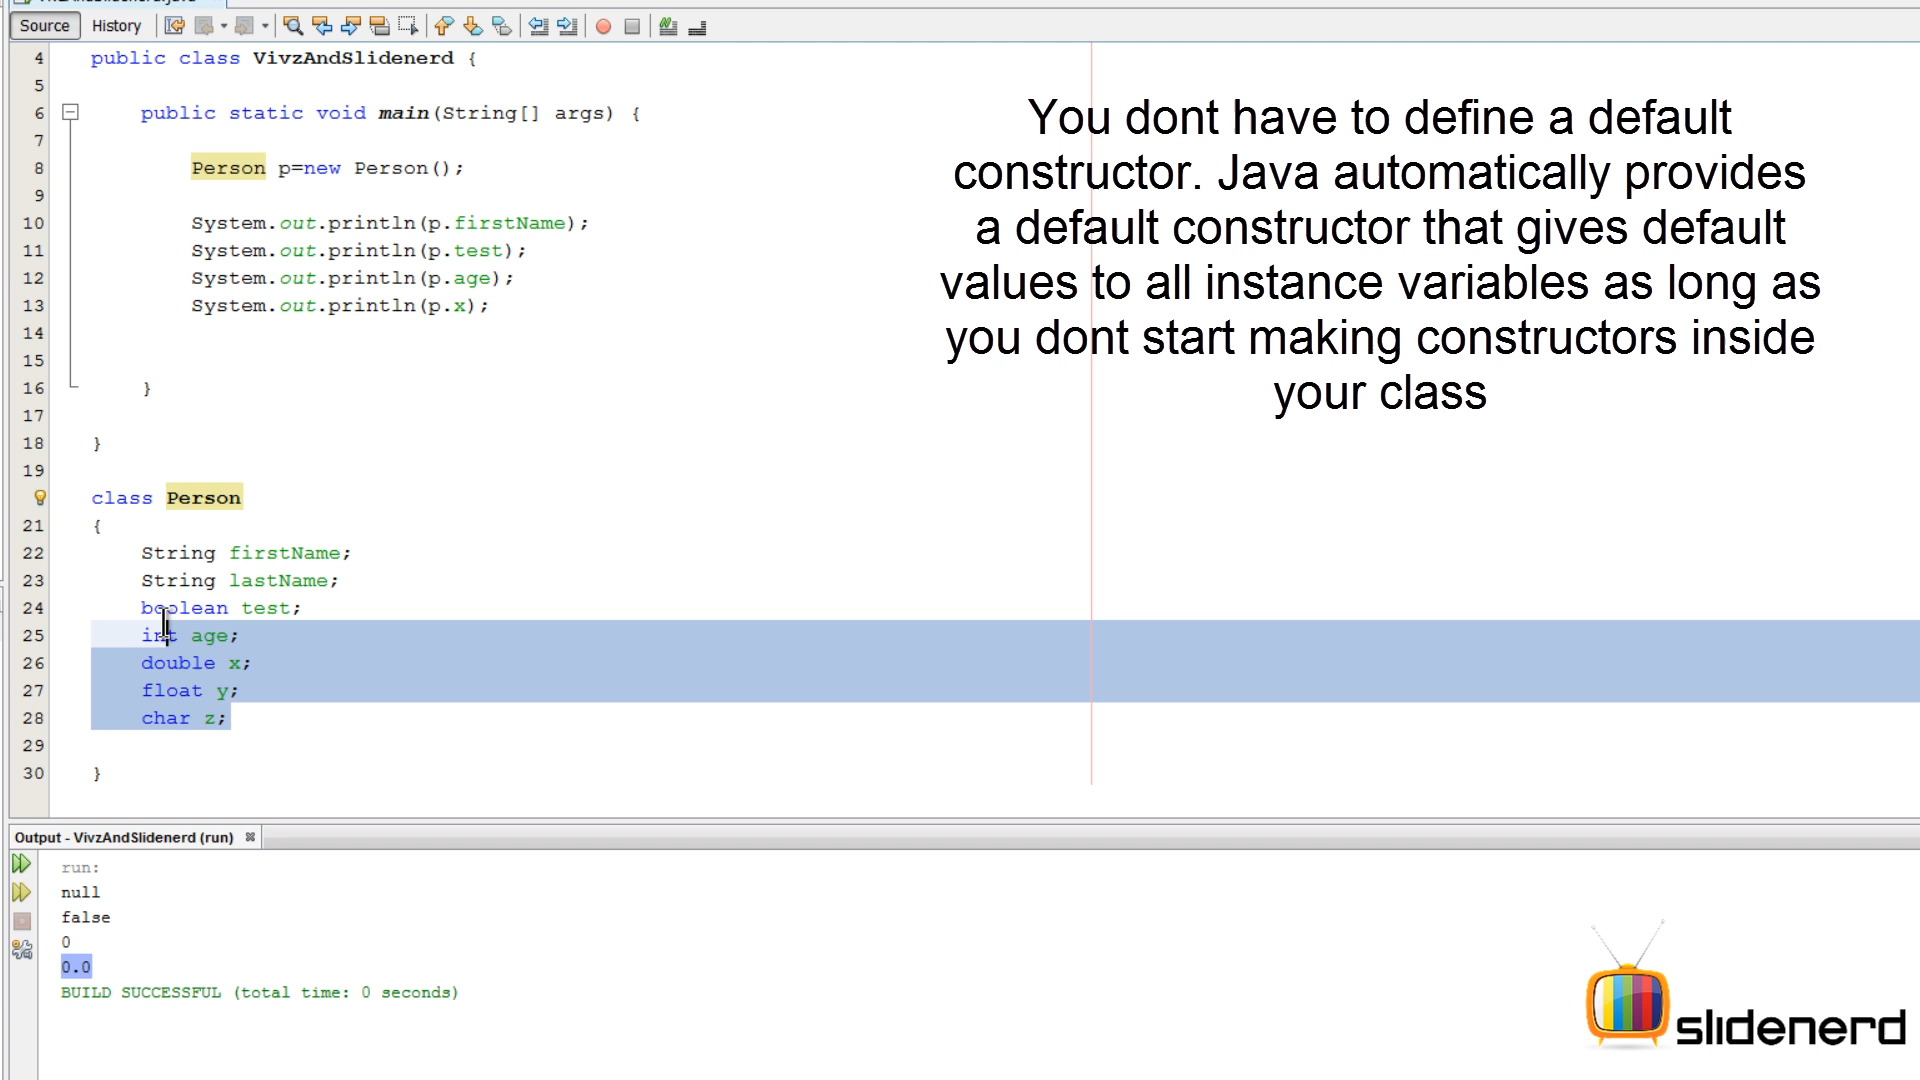 Source History
4 public class VivzAndSlidenerd {
5
6 public static void main(String[] args) {
7
8 Person p=new Person();
9
10 System.out.println(p.firstName);
11 System.out.println(p.test);
12 System.out.println(p.age);
13 System.out.println(p.x);
14
15
16 }
17
18 }
19
class Person
21 {
22 String firstName;
23 String lastName;
24 boolean test;
25 int age;
26 double x;
27 float y;
28 char z;
29
30 }
You dont have to define a default
constructor. Java automatically provides
a default constructor that gives default
values to all instance variables as long as
you dont start making constructors inside
your class
Output - VivzAndSlidenerd (run)
run:
null
false
0
0.0
BUILD SUCCESSFUL (total time: 0 seconds)
slidenerd